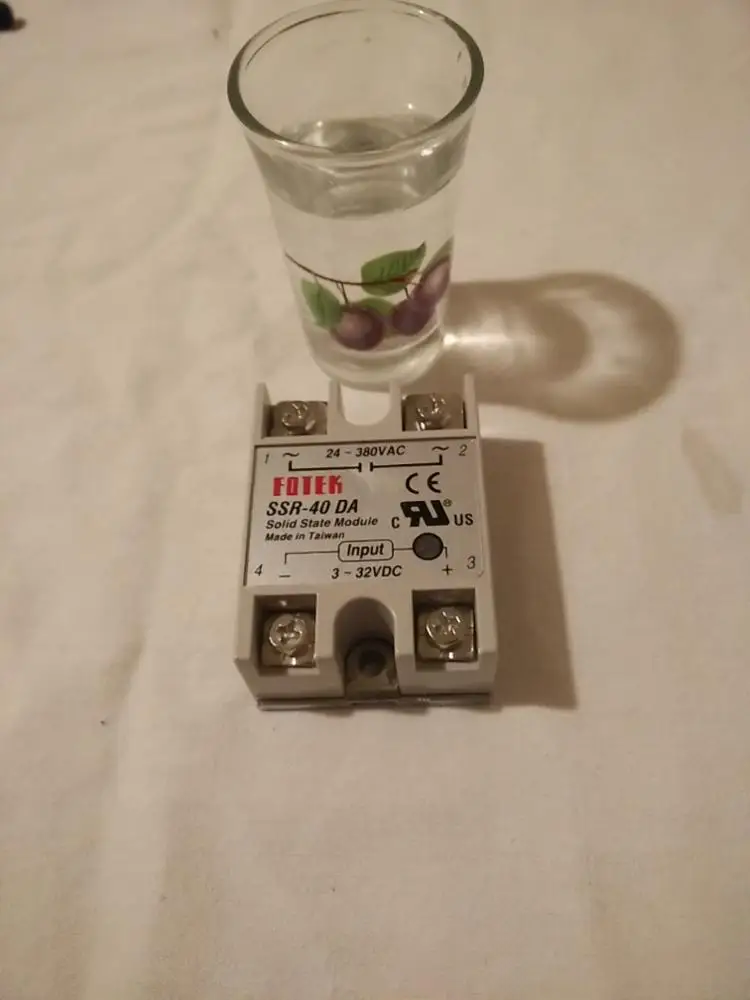 1 ~ 24 ~ 380VAC ~ 2
FOTEK CE
SSR-40 DA
Solid State Module C RU® US
Made in Taiwan
Input
4 − 3 ~ 32VDC + 3